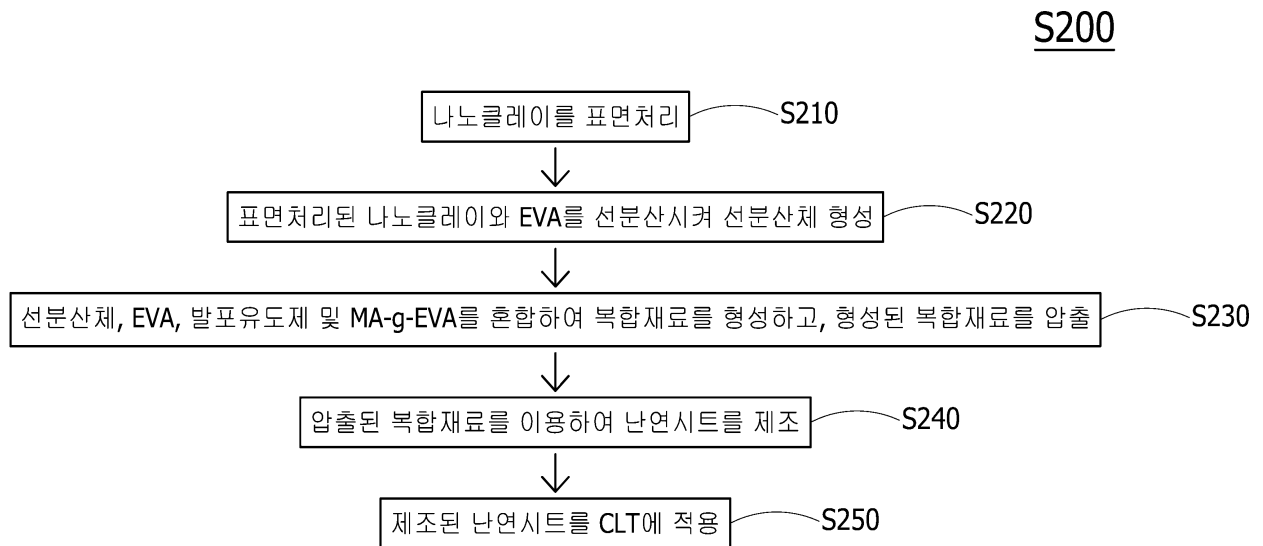 S200
나노클레이를 표면처리 S210
표면처리된 나노클레이와 EVA를 선분산시켜 선분산체 형성 S220
선분산체, EVA, 발포유도제 및 MA-g-EVA를 혼합하여 복합재료를 형성하고, 형성된 복합재료를 압출 S230
압출된 복합재료를 이용하여 난연시트를 제조 S240
제조된 난연시트를 CLT에 적용 S250